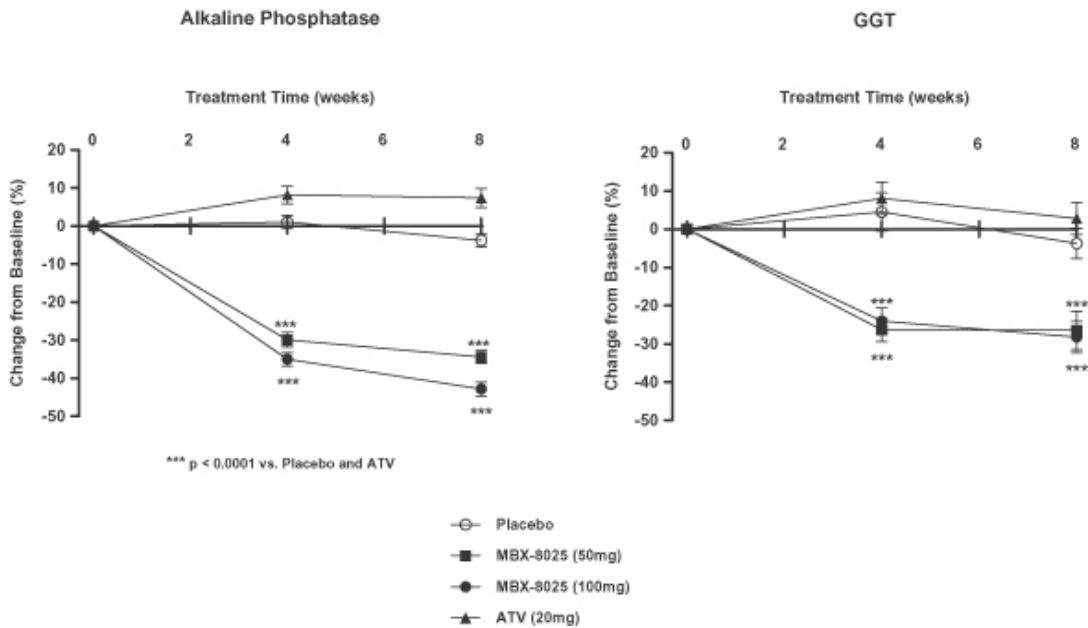 Alkaline Phosphatase
Treatment Time (weeks)
0 2 4 6 8
20
10
0
-10
-20
-30
-40
-50
Change from Baseline (%)
***
***
***
***
*** p < 0.0001 vs. Placebo and ATV
GGT
Treatment Time (weeks)
0 2 4 6 8
20
10
0
-10
-20
-30
-40
-50
Change from Baseline (%)
***
***
***
***
Placebo
MBX-8025 (50mg)
MBX-8025 (100mg)
ATV (20mg)